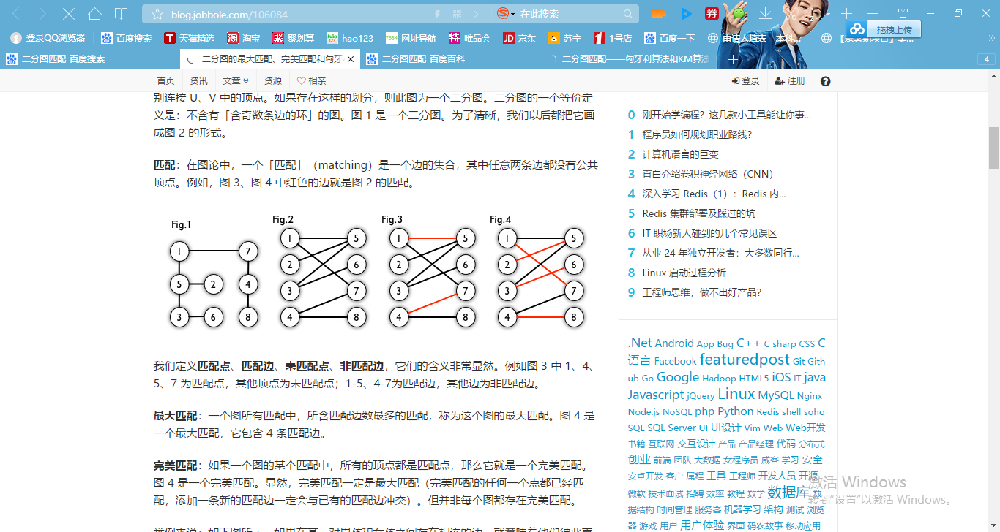 blog.jobbole.com/106084
在此搜索
券
拖拽上传
登录QQ浏览器
百度搜索
天猫精选
淘宝
聚划算
hao123
网址导航
唯品会
京东
苏宁
1号店
百度一下
申请人填表 - 本科...
二分图匹配_百度搜索
二分图的最大匹配、完美匹配和匈牙
二分图匹配_百度百科
二分图匹配——匈牙利算法和KM算法
4
首页
资讯
文章
资源
相亲
登录
注册
别连接 U、V 中的顶点。如果存在这样的划分，则此图为一个二分图。二分图的一个等价定
义是：不含有「含奇数条边的环」的图。图 1 是一个二分图。为了清晰，我们以后都把它画
成图 2 的形式。
匹配：在图论中，一个「匹配」（matching）是一个边的集合，其中任意两条边都没有公共
顶点。例如，图 3、图 4 中红色的边就是图 2 的匹配。
Fig.1
1
7
5
2
4
3
6
8
Fig.2
1
5
2
6
3
7
4
8
Fig.3
1
5
2
6
3
7
4
8
Fig.4
1
5
2
6
3
7
4
8
我们定义匹配点、匹配边、未匹配点、非匹配边，它们的含义非常显然。例如图 3 中 1、4、
5、7 为匹配点，其他顶点为未匹配点；1-5、4-7为匹配边，其他边为非匹配边。
最大匹配：一个图所有匹配中，所含匹配边数最多的匹配，称为这个图的最大匹配。图 4 是
一个最大匹配，它包含 4 条匹配边。
完美匹配：如果一个图的某个匹配中，所有的顶点都是匹配点，那么它就是一个完美匹配。
图 4 是一个完美匹配。显然，完美匹配一定是最大匹配（完美匹配的任何一个点都已经匹
配，添加一条新的匹配边一定会与已有的匹配边冲突）。但并非每个图都存在完美匹配。
举例来说：如下图所示，如果在某一对男孩和女孩之间存在相连的边，就意味着他们彼此喜
0 刚开始学编程？这几款小工具能让你事...
1 程序员如何规划职业路线？
2 计算机语言的巨变
3 直白介绍卷积神经网络（CNN）
4 深入学习 Redis（1）：Redis 内...
5 Redis 集群部署及踩过的坑
6 IT 职场新人碰到的几个常见误区
7 从业 24 年独立开发者：大多数同行...
8 Linux 启动过程分析
9 工程师思维，做不出好产品？
.Net Android App Bug C++ C sharp CSS C
语言 Facebook featuredpost Git Gith
ub Go Google Hadoop HTML5 iOS IT java
Javascript jQuery Linux MySQL Nginx
Node.js NoSQL php Python Redis shell soho
SQL SQL Server UI UI设计 Vim Web Web开发
书籍 互联网 交互设计 产品 产品经理 代码 分布式
创业 前端 团队 大数据 女程序员 威客 学习 安全
安卓开发 客户 屌程 工具 工程师 开发人员 开源
微软 技术面试 招聘 效率 教程 数学 数据库 数
据结构 时间管理 服务器 机器学习 架构 测试 浏览
器 游戏 用户 用户体验 界面 码农故事 移动应用
激活 Windows
转到“设置”以激活 Windows。